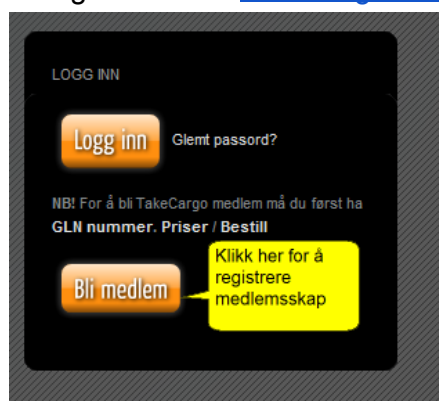 LOGG INN
Logg inn
Glemt passord?
NB! For å bli TakeCargo medlem må du først ha
GLN nummer. Priser / Bestill
Bli medlem
Klikk her for å
registrere
medlemsskap